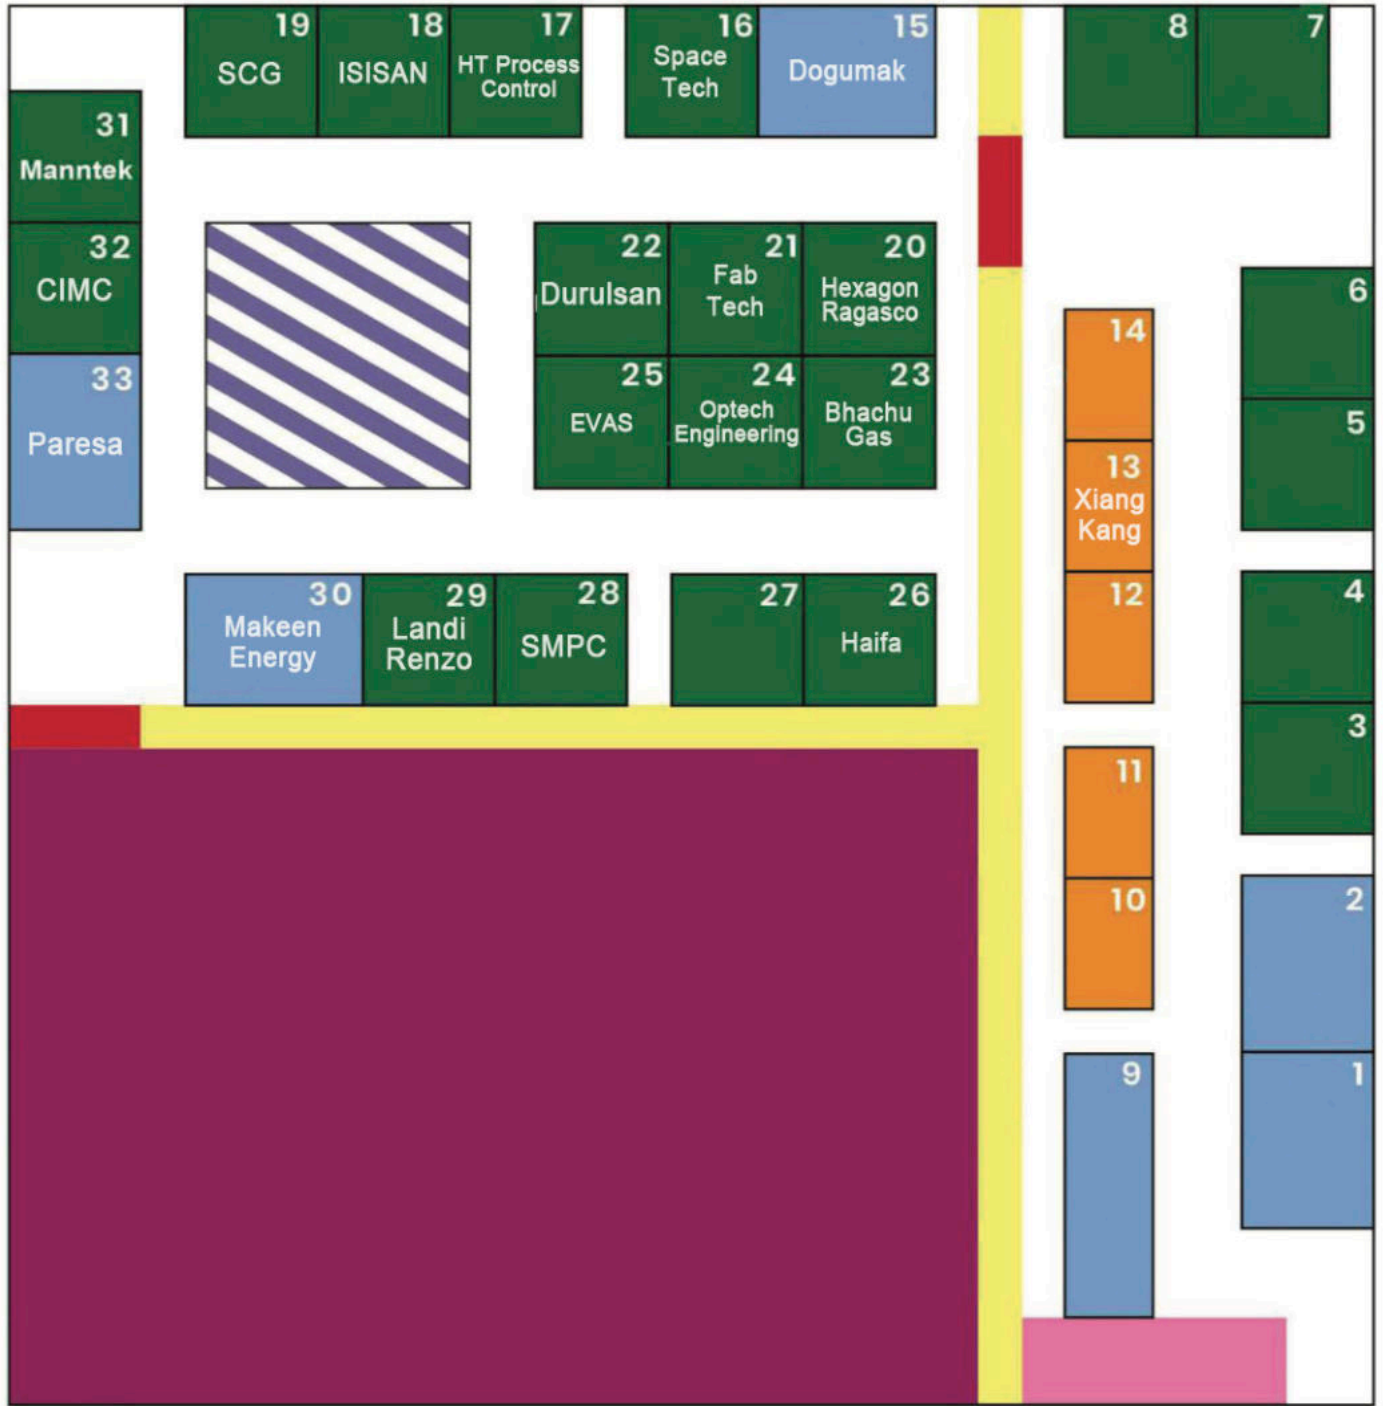 19
SCG
18
ISISAN
17
HT Process
Control
16
Space
Tech
15
Dogumak
8
7
31
Manntek
32
CIMC
33
Paresa
22
Durulsan
21
Fab
Tech
20
Hexagon
Ragasco
25
EVAS
24
Optech
Engineering
23
Bhachu
Gas
6
5
14
13
Xiang
Kang
12
30
Makeen
Energy
29
Landi
Renzo
28
SMPC
27
26
Haifa
4
3
11
10
2
1
9